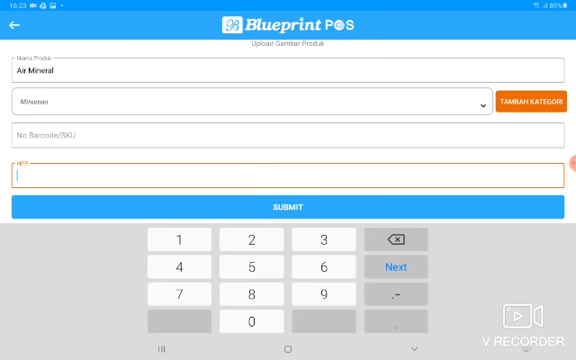 16:23
89%
B Blueprint POS
Upload Gambar Produk
Nama Produk
Air Mineral
Minuman
TAMBAH KATEGORI
No Barcode/SKU
HPP
SUBMIT
1 2 3
4 5 6 Next
7 8 9 .-
0 ,
V RECORDER